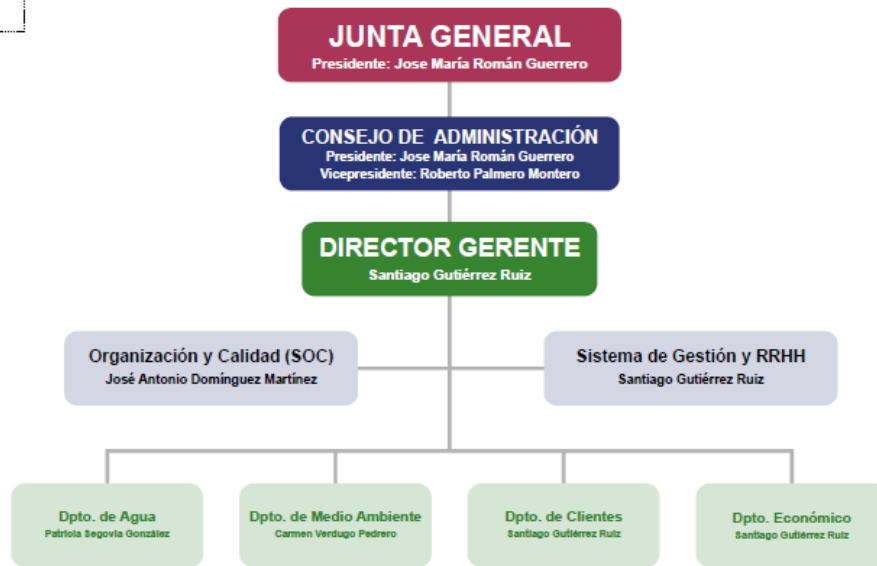 JUNTA GENERAL
Presidente: Jose María Román Guerrero
CONSEJO DE ADMINISTRACIÓN
Presidente: Jose María Román Guerrero
Vicepresidente: Roberto Palmero Montero
DIRECTOR GERENTE
Santiago Gutiérrez Ruiz
Organización y Calidad (SOC)
José Antonio Domínguez Martínez
Sistema de Gestión y RRHH
Santiago Gutiérrez Ruiz
Dpto. de Agua
Patricia Segovia González
Dpto. de Medio Ambiente
Carmen Verdugo Pedrero
Dpto. de Clientes
Santiago Gutiérrez Ruiz
Dpto. Económico
Santiago Gutiérrez Ruiz